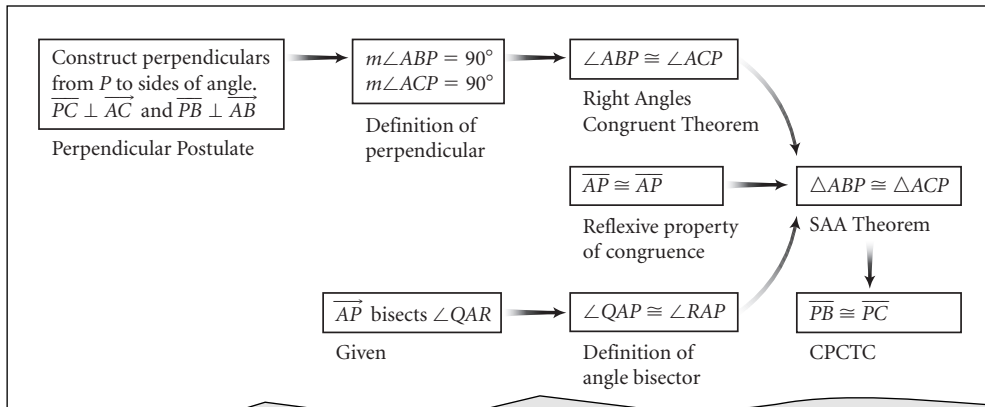 Construct perpendiculars
from P to sides of angle.
PC ⊥ AC and PB ⊥ AB
Perpendicular Postulate
m∠ABP = 90°
m∠ACP = 90°
Definition of
perpendicular
∠ABP ≅ ∠ACP
Right Angles
Congruent Theorem
AP ≅ AP
Reflexive property
of congruence
△ABP ≅ △ACP
SAA Theorem
AP bisects ∠QAR
Given
∠QAP ≅ ∠RAP
Definition of
angle bisector
PB ≅ PC
CPCTC